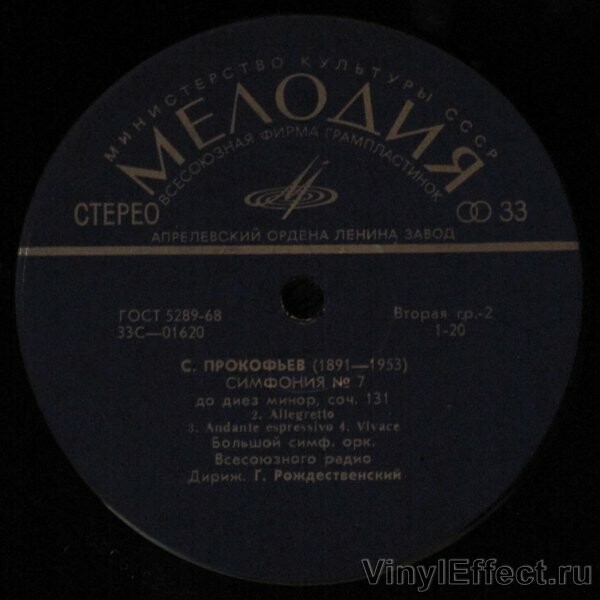 МИНИСТЕРСТВО КУЛЬТУРЫ СССР
МЕЛОДИЯ
ВСЕСОЮЗНАЯ ФИРМА ГРАМПЛАСТИНОК
СТЕРЕО
33
АПРЕЛЕВСКИЙ ОРДЕНА ЛЕНИНА ЗАВОД
ГОСТ 5289-68
Вторая гр.-2
33С—01620
1-20
С. ПРОКОФЬЕВ (1891—1953)
СИМФОНИЯ № 7
до диез минор, соч. 131
2. Allegretto
3. Andante espressivo 4. Vivace
Большой симф. орк.
Всесоюзного радио
Дириж. Г. Рождественский
VinylEffect.ru